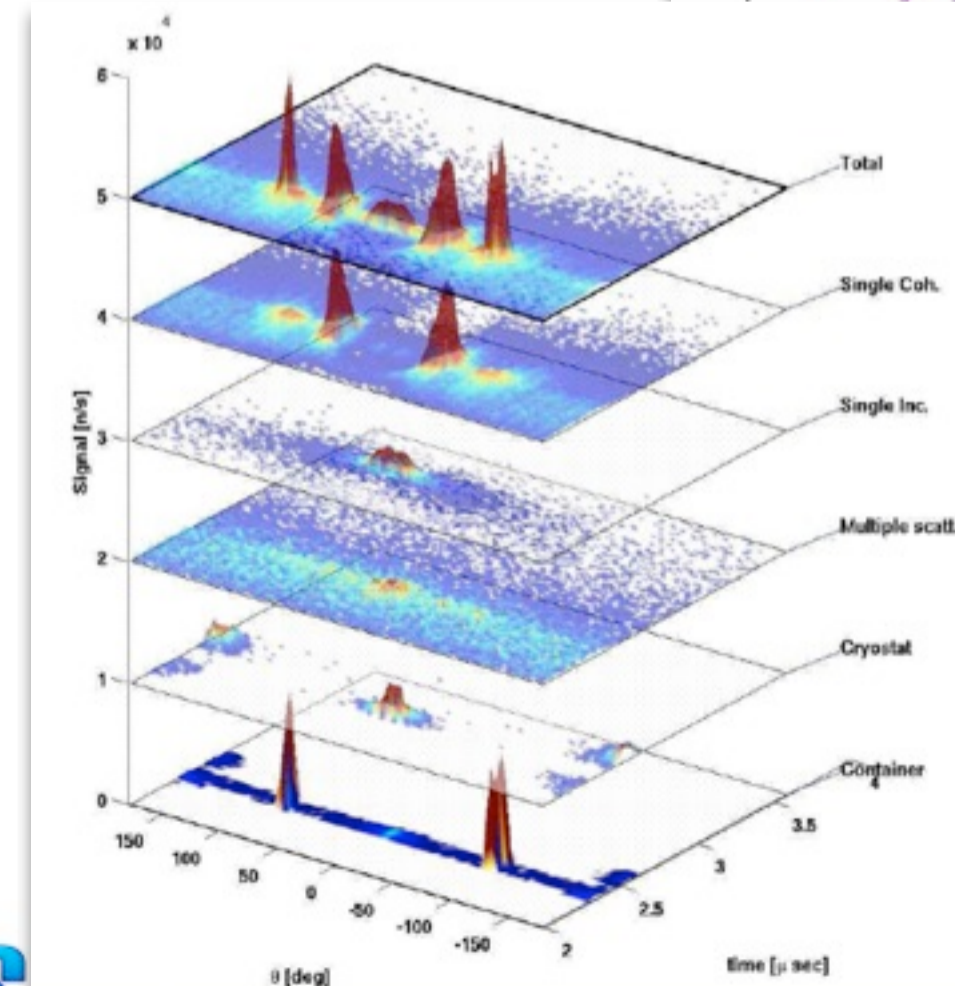 x 10
4
6
5
4
3
2
1
0
Signal [n/s]
Total
Single Coh.
Single Inc.
Multiple scatt
Cryostat
Container
150
100
50
0
-50
-100
-150
θ [deg]
2
2.5
3
3.5
4
time [μ sec]